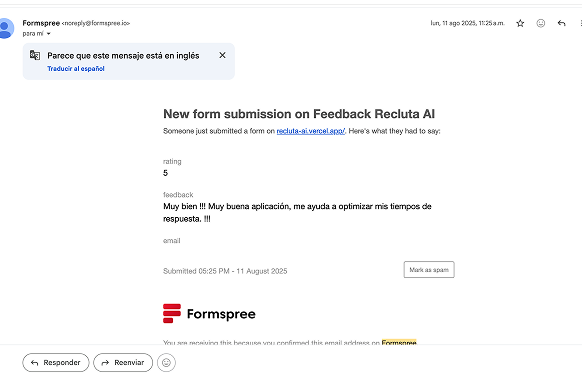 Formspree <noreply@formspree.io>
lun, 11 ago 2025, 11:25 a.m.
para mí
Parece que este mensaje está en inglés
Traducir al español
New form submission on Feedback Recluta AI
Someone just submitted a form on recluta-ai.vercel.app/. Here's what they had to say:
rating
5
feedback
Muy bien !!! Muy buena aplicación, me ayuda a optimizar mis tiempos de
respuesta. !!!
email
Submitted 05:25 PM - 11 August 2025
Mark as spam
Formspree
You are receiving this because you confirmed this email address on Formspree.
Responder
Reenviar